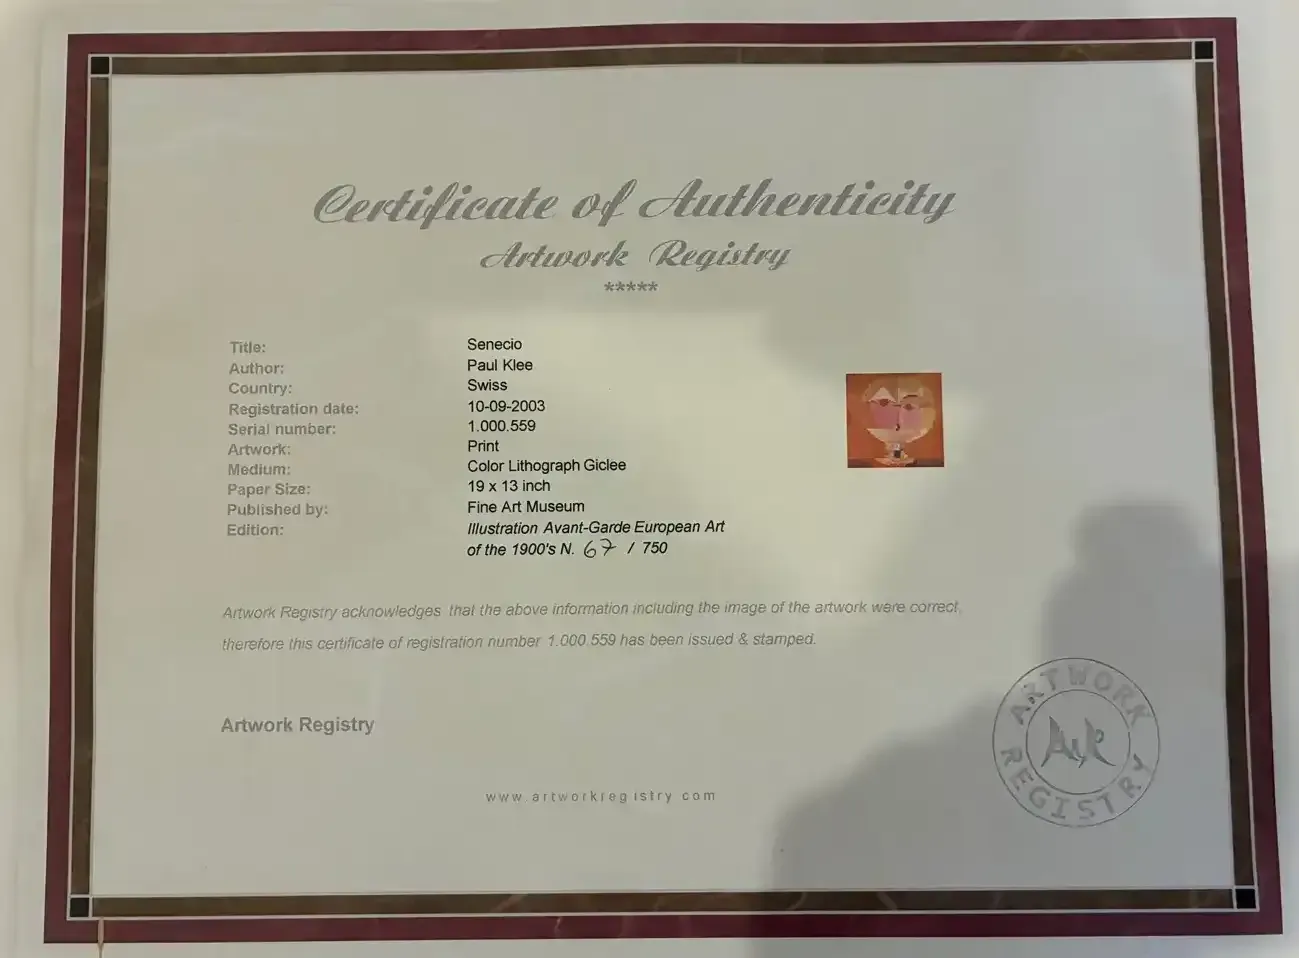 Certificate of Authenticity
Artwork Registry
*****
Title: Senecio
Author: Paul Klee
Country: Swiss
Registration date: 10-09-2003
Serial number: 1.000.559
Artwork: Print
Medium: Color Lithograph Giclee
Paper Size: 19 x 13 inch
Published by: Fine Art Museum
Edition: Illustration Avant-Garde European Art
of the 1900's N. 67 / 750
Artwork Registry acknowledges that the above information including the image of the artwork were correct,
therefore this certificate of registration number 1.000.559 has been issued & stamped.
Artwork Registry
ARTWORK
REGISTRY
www.artworkregistry.com